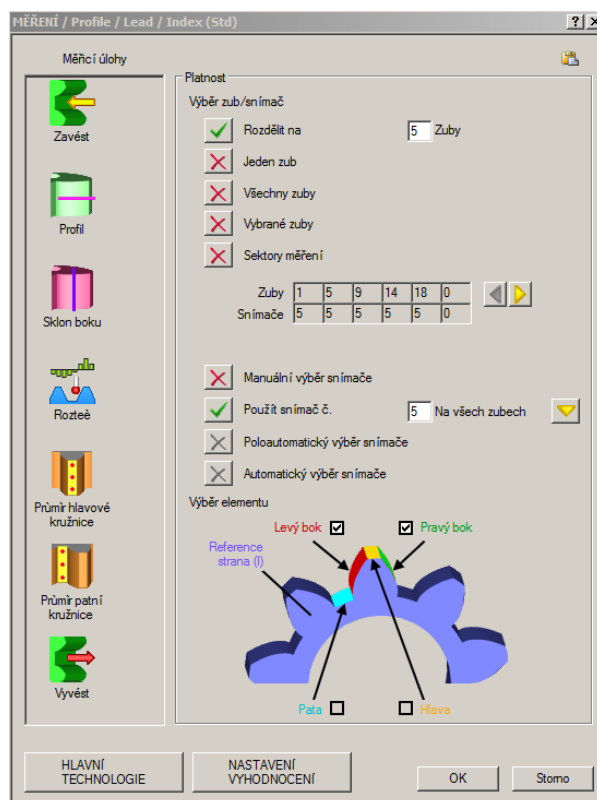 MĚŘENÍ / Profile / Lead / Index (Std)
Měřicí úlohy
Zavést
Profil
Sklon boku
Rozteè
Prùmìr hlavové
kružnice
Prùmìr patní
kružnice
Vyvést
Platnost
Výběr zub/snímač
Rozdělit na 5 Zuby
Jeden zub
Všechny zuby
Vybrané zuby
Sektory měření
Zuby 1 5 9 14 18 0
Snímače 5 5 5 5 5 0
Manuální výběr snímače
Použít snímač č. 5 Na všech zubech
Poloautomatický výběr snímače
Automatický výběr snímače
Výběr elementu
Levý bok Pravý bok
Reference
strana (l)
Pata Hlava
HLAVNÍ
TECHNOLOGIE
NASTAVENÍ
VYHODNOCENÍ
OK
Storno